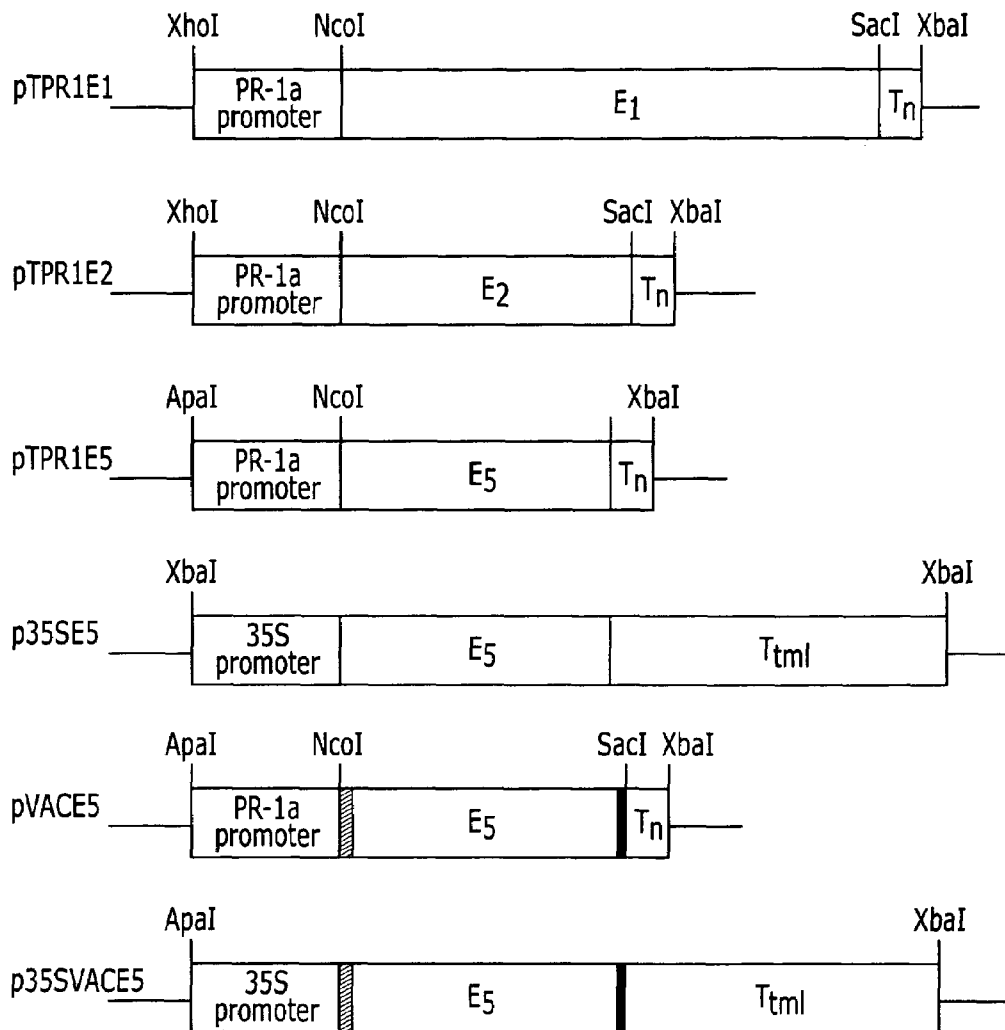 XhoI NcoI SacI XbaI
pTPR1E1
PR-1a
promoter
E1
Tn
XhoI NcoI SacI XbaI
pTPR1E2
PR-1a
promoter
E2
Tn
ApaI NcoI XbaI
pTPR1E5
PR-1a
promoter
E5
Tn
XbaI XbaI
p35SE5
35S
promoter
E5
Ttml
ApaI NcoI SacI XbaI
pVACE5
PR-1a
promoter
E5
Tn
ApaI XbaI
p35SVACE5
35S
promoter
E5
Ttml